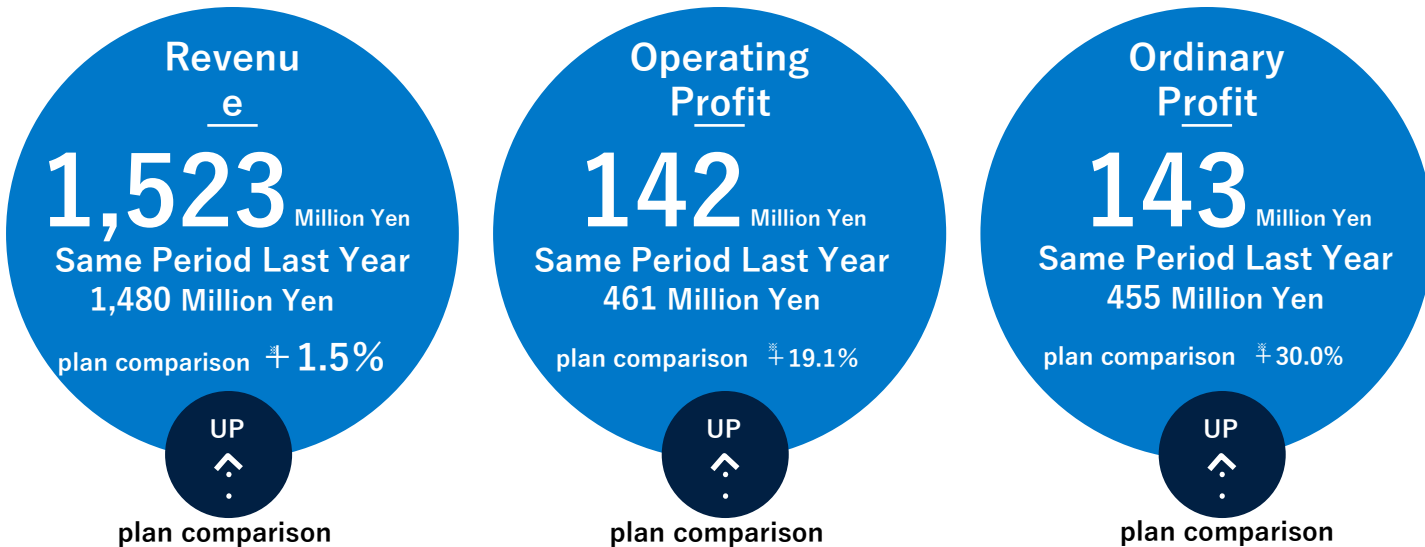 Revenu
e
1,523 Million Yen
Same Period Last Year
1,480 Million Yen
plan comparison ※+1.5%
UP
plan comparison
Operating
Profit
142 Million Yen
Same Period Last Year
461 Million Yen
plan comparison ※+19.1%
UP
plan comparison
Ordinary
Profit
143 Million Yen
Same Period Last Year
455 Million Yen
plan comparison ※+30.0%
UP
plan comparison